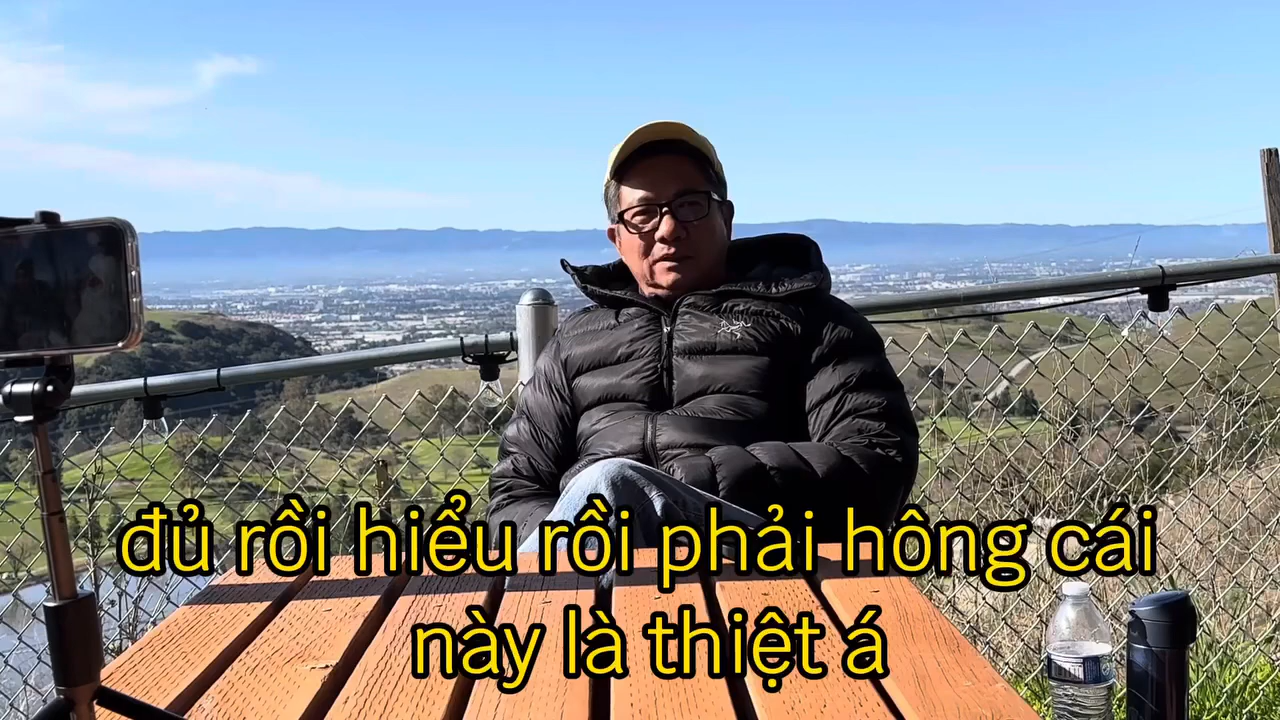 đủ rồi hiểu rồi phải hông cái
này là thiệt á